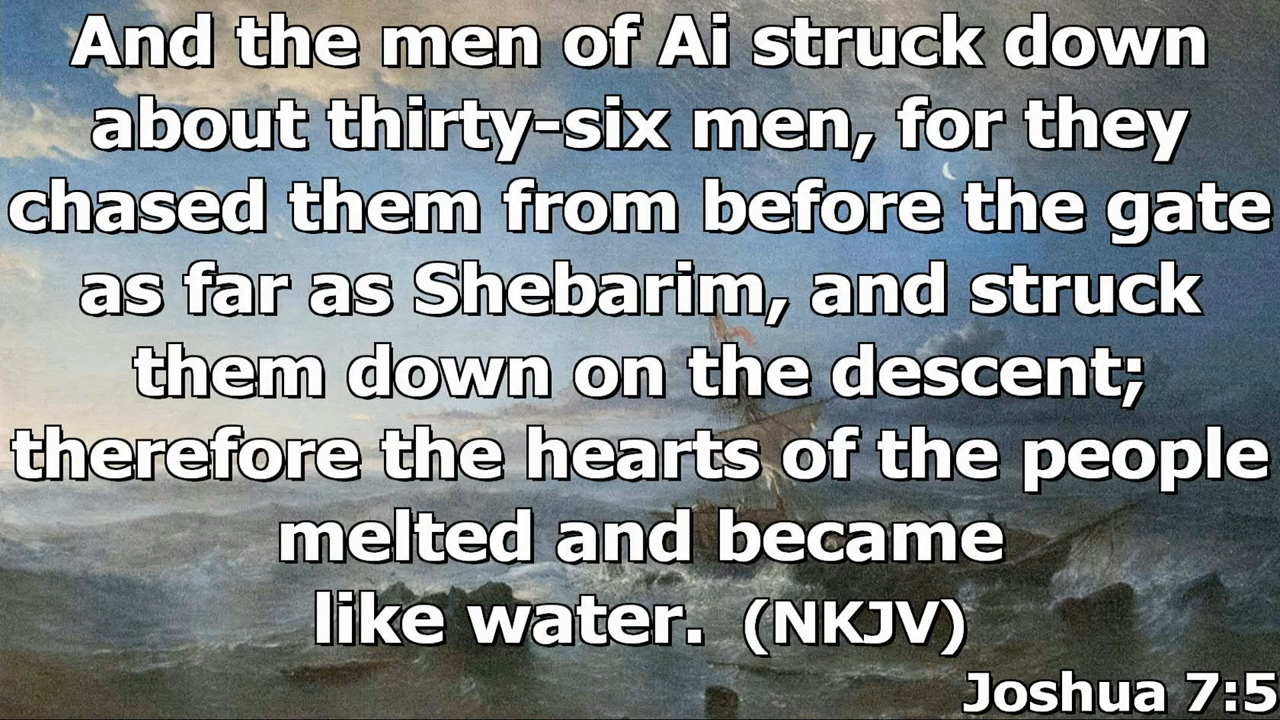 And the men of Ai struck down
about thirty-six men, for they
chased them from before the gate
as far as Shebarim, and struck
them down on the descent;
therefore the hearts of the people
melted and became
like water. (NKJV)
Joshua 7:5